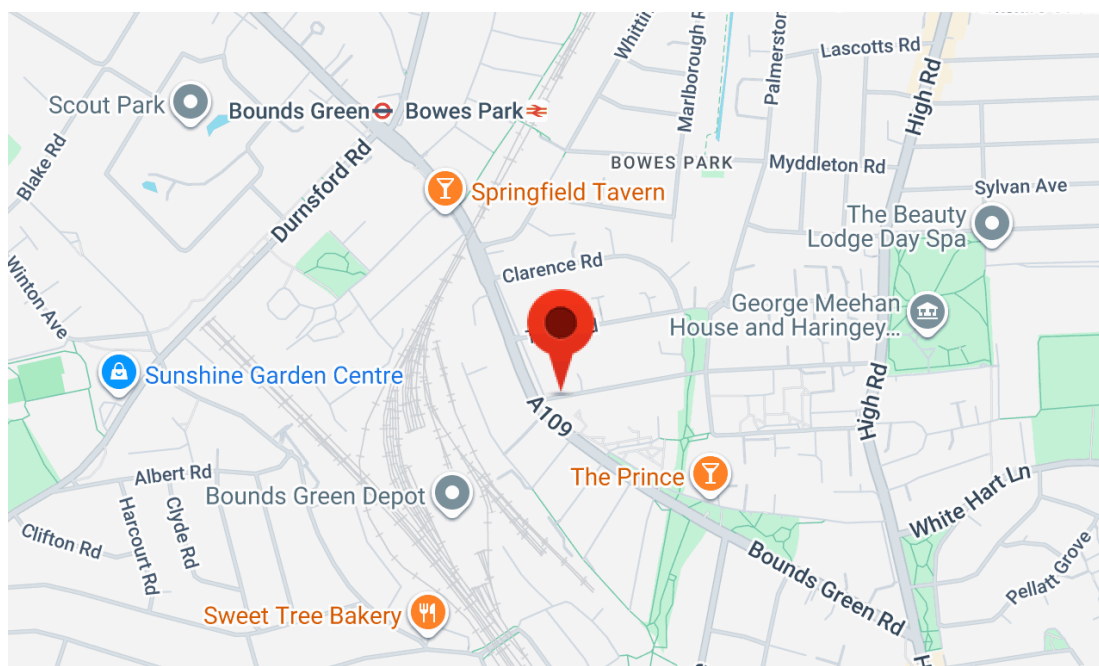 Lascotts Rd
Whittin
Marlborough R
Palmerston
High Rd
Scout Park
Bounds Green
Bowes Park
Blake Rd
Durnsford Rd
BOWES PARK
Myddleton Rd
Springfield Tavern
Sylvan Ave
The Beauty
Lodge Day Spa
Winton Ave
Clarence Rd
George Meehan
House and Haringey...
Sunshine Garden Centre
A109
High Rd
Albert Rd
The Prince
Bounds Green Depot
White Hart Ln
Harcourt Rd
Clyde Rd
Clifton Rd
Bounds Green Rd
Pellatt Grove
Sweet Tree Bakery